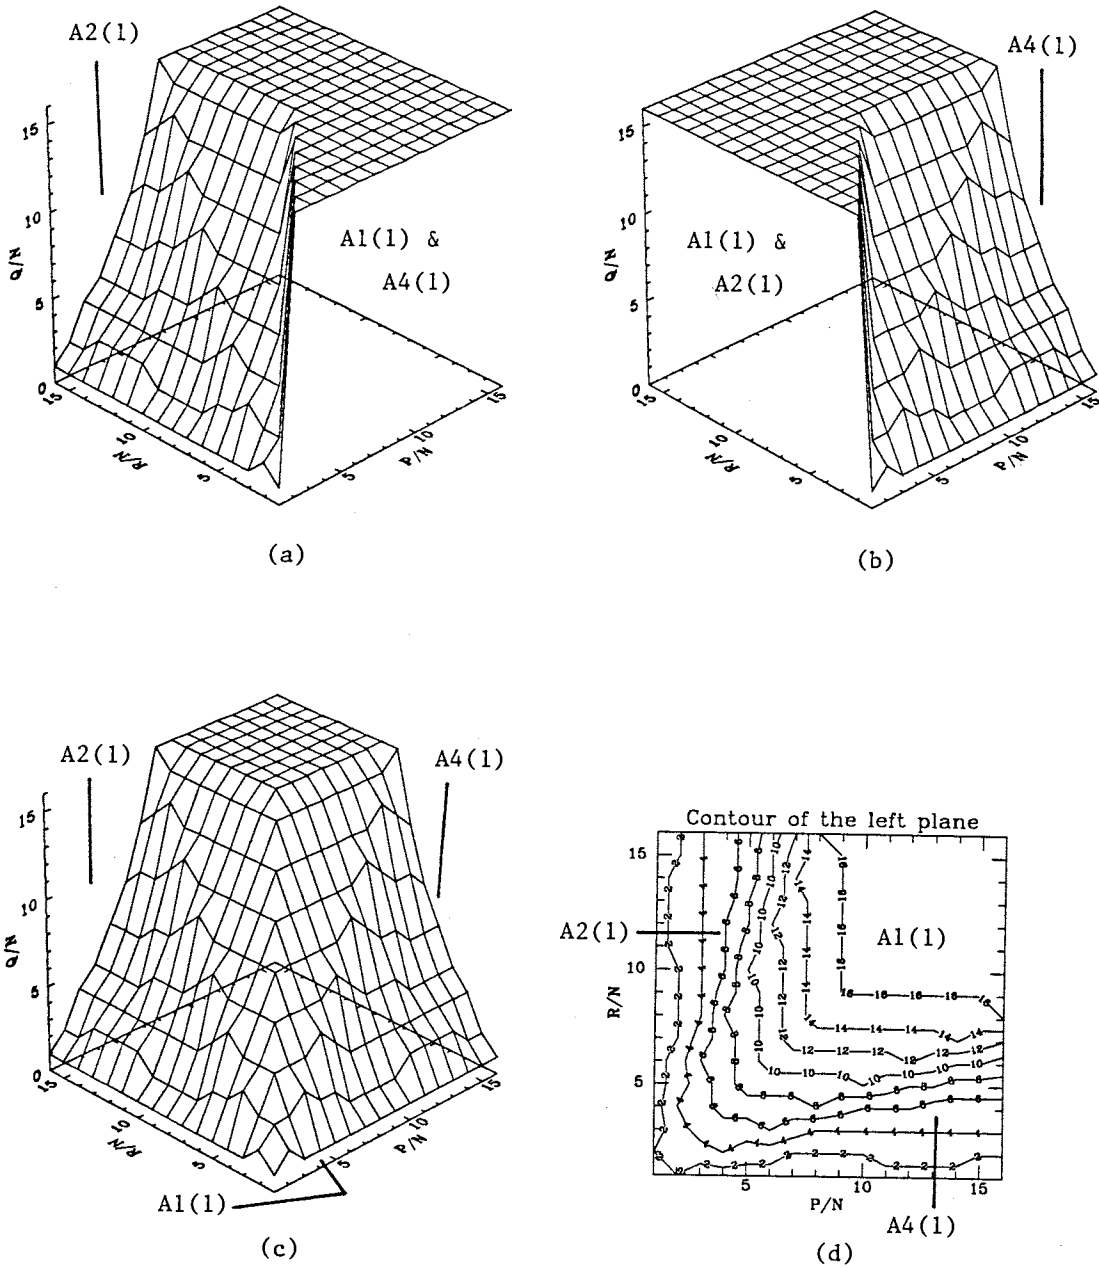 A2(1)
15
10
5
0
Q/N
15
10
5
R/N
5
10
15
P/N
A1(1) &
A4(1)
(a)
A4(1)
15
10
5
0
Q/N
15
10
5
R/N
5
10
15
P/N
A1(1) &
A2(1)
(b)
A2(1)
A4(1)
15
10
5
0
Q/N
15
10
5
R/N
5
10
15
P/N
A1(1)
(c)
Contour of the left plane
15
10
5
R/N
5
10
15
P/N
A2(1)
A1(1)
A4(1)
(d)